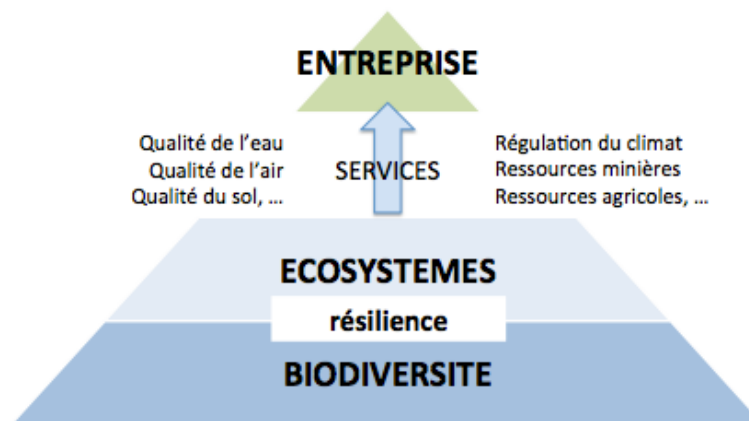 ENTREPRISE
Qualité de l’eau
Qualité de l’air
Qualité du sol, …
SERVICES
Régulation du climat
Ressources minières
Ressources agricoles, …
ECOSYSTEMES
résilience
BIODIVERSITE